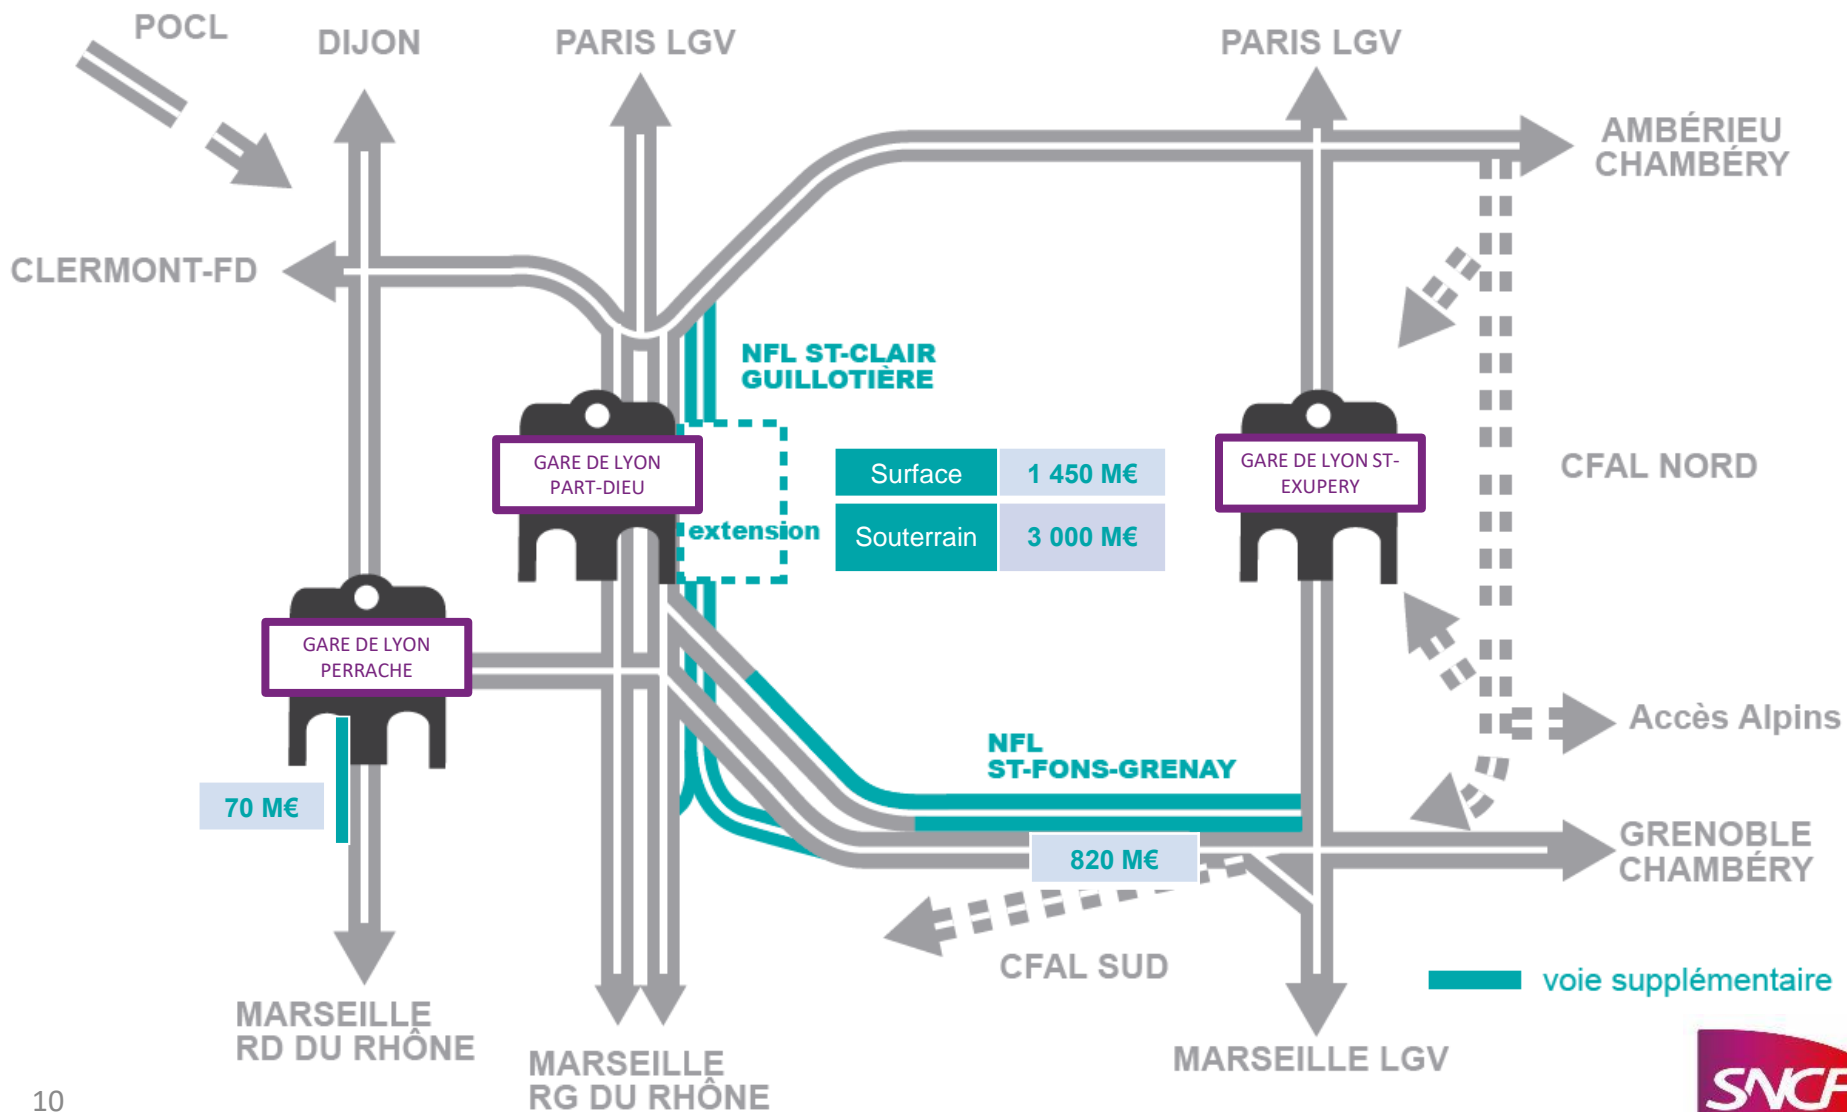 POCL
DIJON
PARIS LGV
PARIS LGV
AMBÉRIEU
CHAMBÉRY
CLERMONT-FD
NFL ST-CLAIR
GUILLOTIÈRE
GARE DE LYON
PART-DIEU
extension
Surface 1 450 M€
Souterrain 3 000 M€
GARE DE LYON ST-
EXUPERY
CFAL NORD
GARE DE LYON
PERRACHE
Accès Alpins
NFL
ST-FONS-GRENAY
70 M€
820 M€
GRENOBLE
CHAMBÉRY
CFAL SUD
voie supplémentaire
MARSEILLE
RD DU RHÔNE
MARSEILLE
RG DU RHÔNE
MARSEILLE LGV
SNCF
10